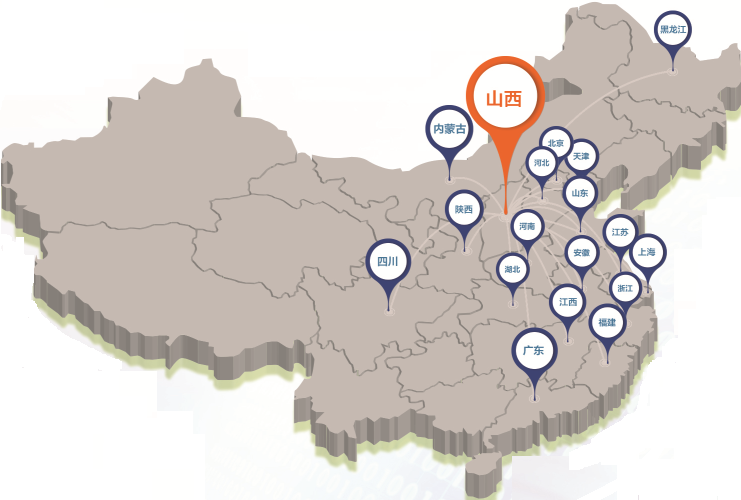 黑龙江
山西
内蒙古
北京
天津
河北
山东
陕西
河南
江苏
上海
安徽
四川
湖北
浙江
江西
福建
广东